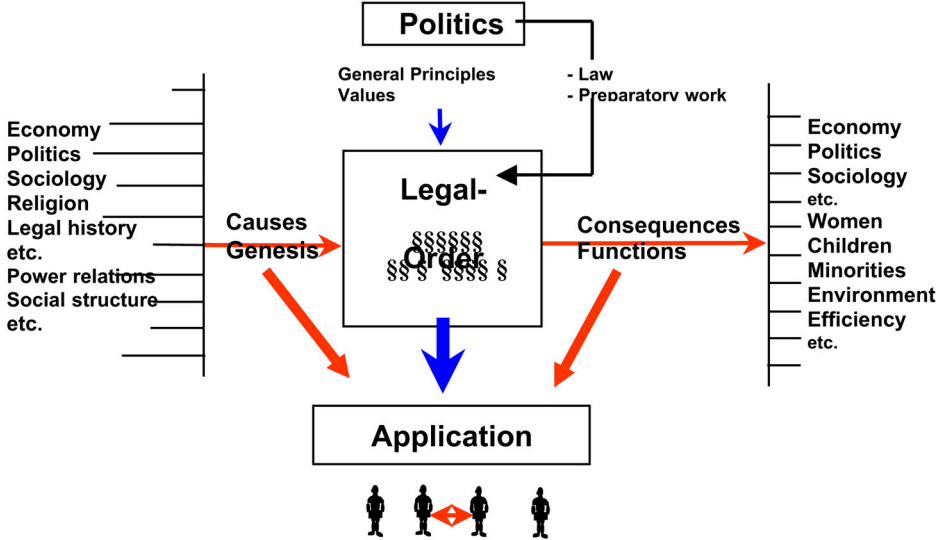 Politics
General Principles
Values
- Law
- Preparatory work
Economy
Politics
Sociology
Religion
Legal history
etc.
Power relations
Social structure
etc.
Causes
Genesis
Legal-
§§§§§§
Order
§§ § §§§§ §
Consequences
Functions
Economy
Politics
Sociology
etc.
Women
Children
Minorities
Environment
Efficiency
etc.
Application